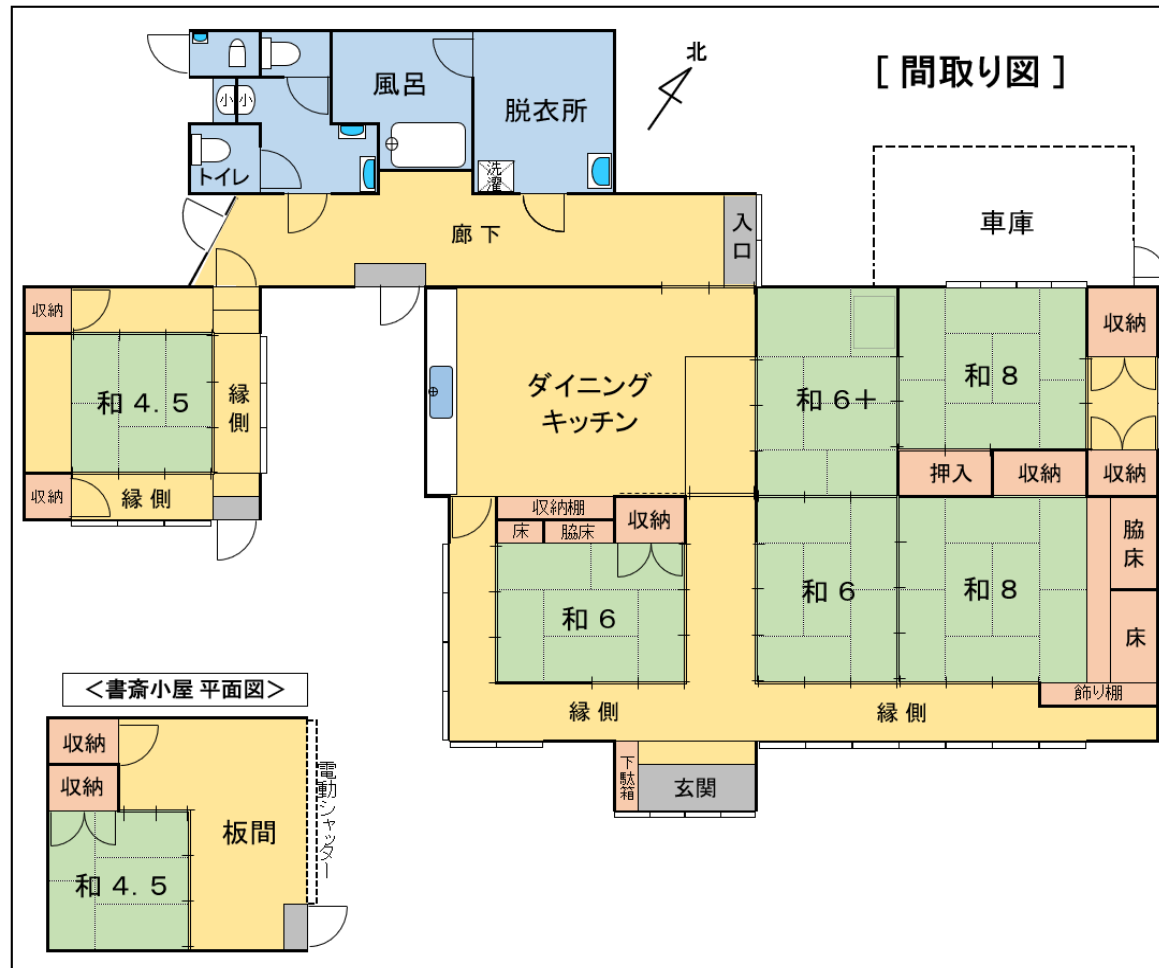 [ 間取り図 ]
北
風呂
脱衣所
小
小
トイレ
洗濯
廊 下
入口
車庫
収納
和 4. 5
縁側
収納
縁 側
ダイニング
キッチン
和 6＋
和 8
収納
押入
収納
収納
収納棚
床
脇床
収納
和 6
和 6
和 8
脇床
床
飾り棚
縁 側
縁 側
下駄箱
玄関
＜書斎小屋 平面図＞
収納
収納
和 4. 5
板間
電動シャッター